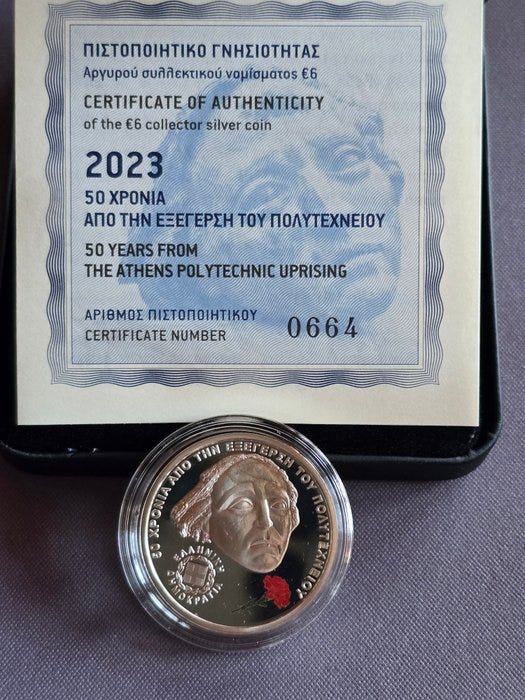 ΠΙΣΤΟΠΟΙΗΤΙΚΟ ΓΝΗΣΙΟΤΗΤΑΣ
Αργυρού συλλεκτικού νομίσματος €6
CERTIFICATE OF AUTHENTICITY
of the €6 collector silver coin
2023
50 ΧΡΟΝΙΑ
ΑΠΟ ΤΗΝ ΕΞΕΓΕΡΣΗ ΤΟΥ ΠΟΛΥΤΕΧΝΕΙΟΥ
50 YEARS FROM
THE ATHENS POLYTECHNIC UPRISING
ΑΡΙΘΜΟΣ ΠΙΣΤΟΠΟΙΗΤΙΚΟΥ
CERTIFICATE NUMBER 0664
50 ΧΡΟΝΙΑ ΑΠΟ ΤΗΝ ΕΞΕΓΕΡΣΗ ΤΟΥ ΠΟΛΥΤΕΧΝΕΙΟΥ
ΕΛΛΗΝΙΚΗ ΔΗΜΟΚΡΑΤΙΑ